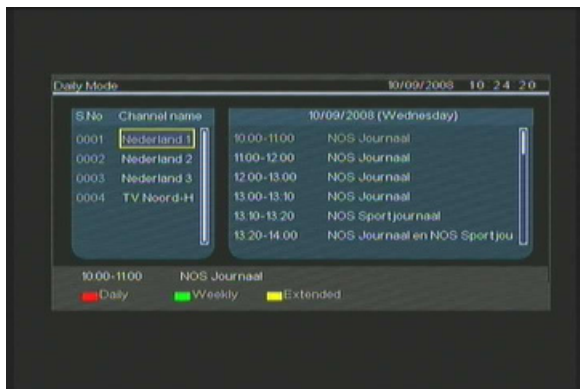 Daily Mode 10/09/2008 10 24 20
S.No Channel name
0001 Nederland 1
0002 Nederland 2
0003 Nederland 3
0004 TV Noord-H
10/09/2008 (Wednesday)
10:00-11:00 NOS Journaal
11:00-12:00 NOS Journaal
12:00-13:00 NOS Journaal
13:00-13:10 NOS Journaal
13:10-13:20 NOS Sportjournaal
13:20-14:00 NOS Journaal en NOS Sportjou
10:00-11:00 NOS Journaal
Daily Weekly Extended